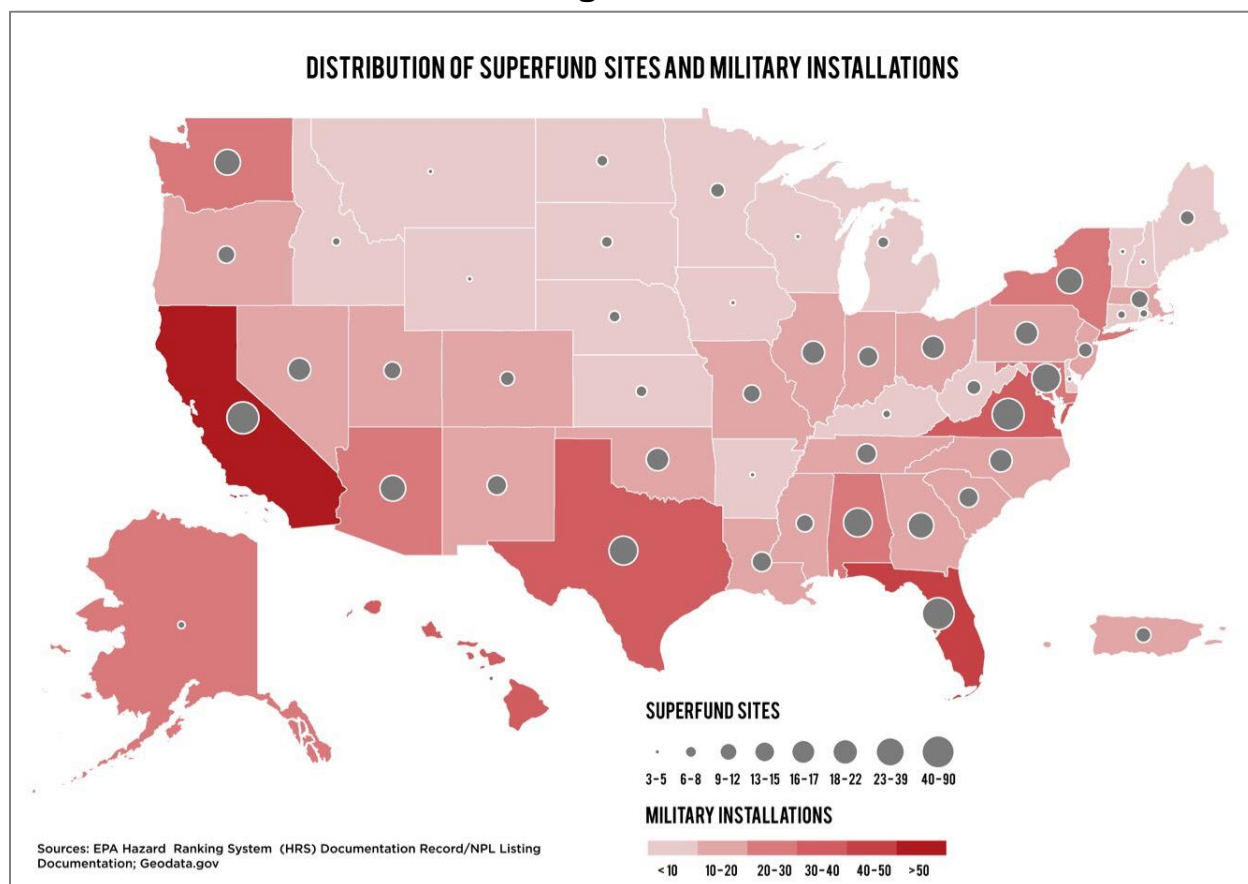 DISTRIBUTION OF SUPERFUND SITES AND MILITARY INSTALLATIONS
SUPERFUND SITES
3-5 6-8 9-12 13-15 16-17 18-22 23-39 40-90
MILITARY INSTALLATIONS
<10 10-20 20-30 30-40 40-50 >50
Sources: EPA Hazard Ranking System (HRS) Documentation Record/NPL Listing
Documentation; Geodata.gov